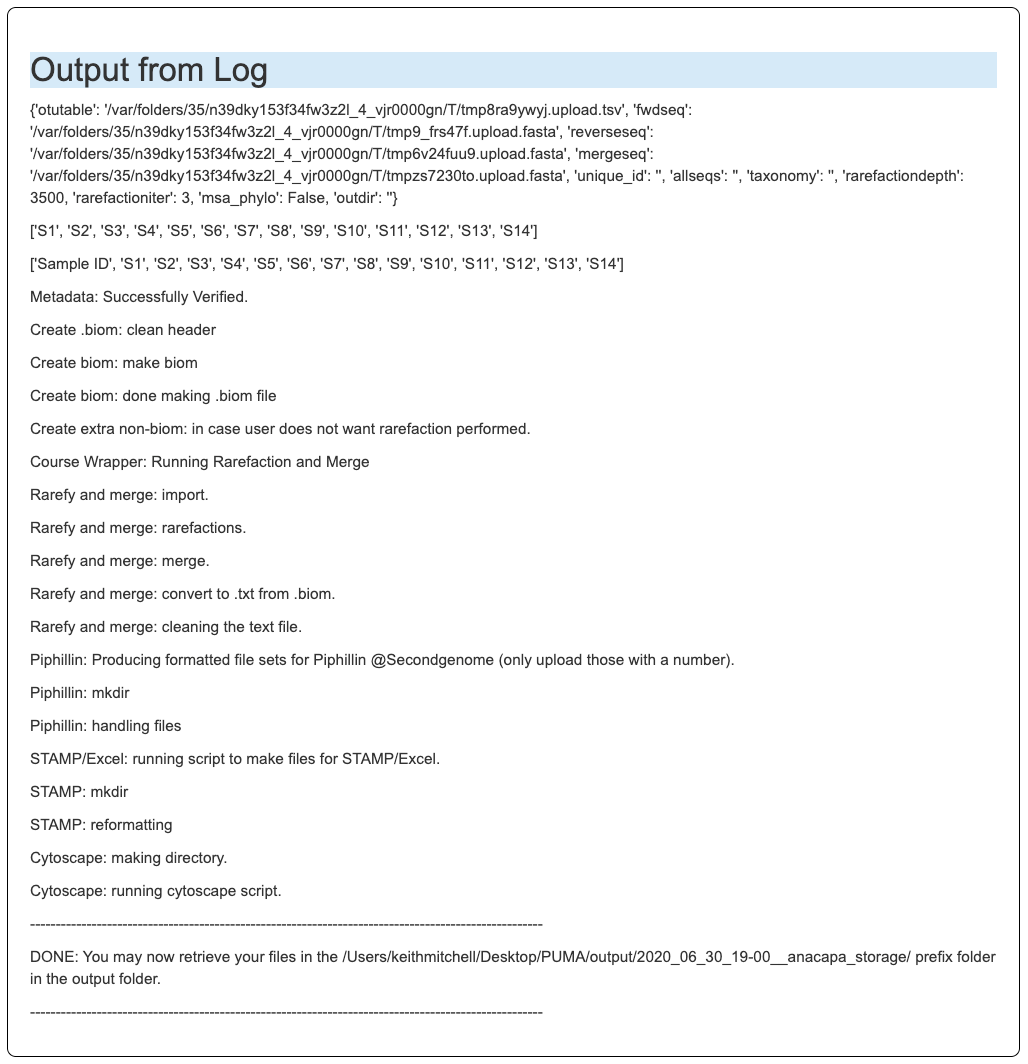 Output from Log
{'otutable': '/var/folders/35/n39dky153f34fw3z2l_4_vjr0000gn/T/tmp8ra9ywyj.upload.tsv', 'fwdseq':
'/var/folders/35/n39dky153f34fw3z2l_4_vjr0000gn/T/tmp9_frs47f.upload.fasta', 'reverseseq':
'/var/folders/35/n39dky153f34fw3z2l_4_vjr0000gn/T/tmp6v24fuu9.upload.fasta', 'mergeseq':
'/var/folders/35/n39dky153f34fw3z2l_4_vjr0000gn/T/tmpzs7230to.upload.fasta', 'unique_id': '', 'allseqs': '', 'taxonomy': '', 'rarefactiondepth':
3500, 'rarefactioniter': 3, 'msa_phylo': False, 'outdir': ''}
['S1', 'S2', 'S3', 'S4', 'S5', 'S6', 'S7', 'S8', 'S9', 'S10', 'S11', 'S12', 'S13', 'S14']
['Sample ID', 'S1', 'S2', 'S3', 'S4', 'S5', 'S6', 'S7', 'S8', 'S9', 'S10', 'S11', 'S12', 'S13', 'S14']
Metadata: Successfully Verified.
Create .biom: clean header
Create biom: make biom
Create biom: done making .biom file
Create extra non-biom: in case user does not want rarefaction performed.
Course Wrapper: Running Rarefaction and Merge
Rarefy and merge: import.
Rarefy and merge: rarefactions.
Rarefy and merge: merge.
Rarefy and merge: convert to .txt from .biom.
Rarefy and merge: cleaning the text file.
Piphillin: Producing formatted file sets for Piphillin @Secondgenome (only upload those with a number).
Piphillin: mkdir
Piphillin: handling files
STAMP/Excel: running script to make files for STAMP/Excel.
STAMP: mkdir
STAMP: reformatting
Cytoscape: making directory.
Cytoscape: running cytoscape script.
-----------------------------------------------------------------------------------------------------
DONE: You may now retrieve your files in the /Users/keithmitchell/Desktop/PUMA/output/2020_06_30_19-00__anacapa_storage/ prefix folder
in the output folder.
-----------------------------------------------------------------------------------------------------